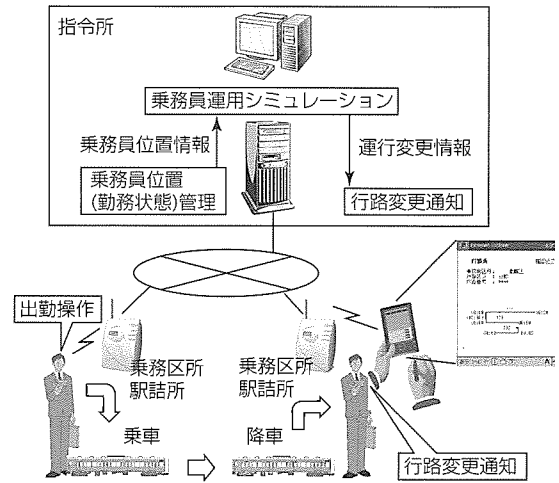 指令所
乗務員運用シミュレーション
乗務員位置情報
運行変更情報
乗務員位置
(勤務状態)管理
行路変更通知
出勤操作
乗務区所
駅詰所
乗務区所
駅詰所
乗車
降車
行路変更通知